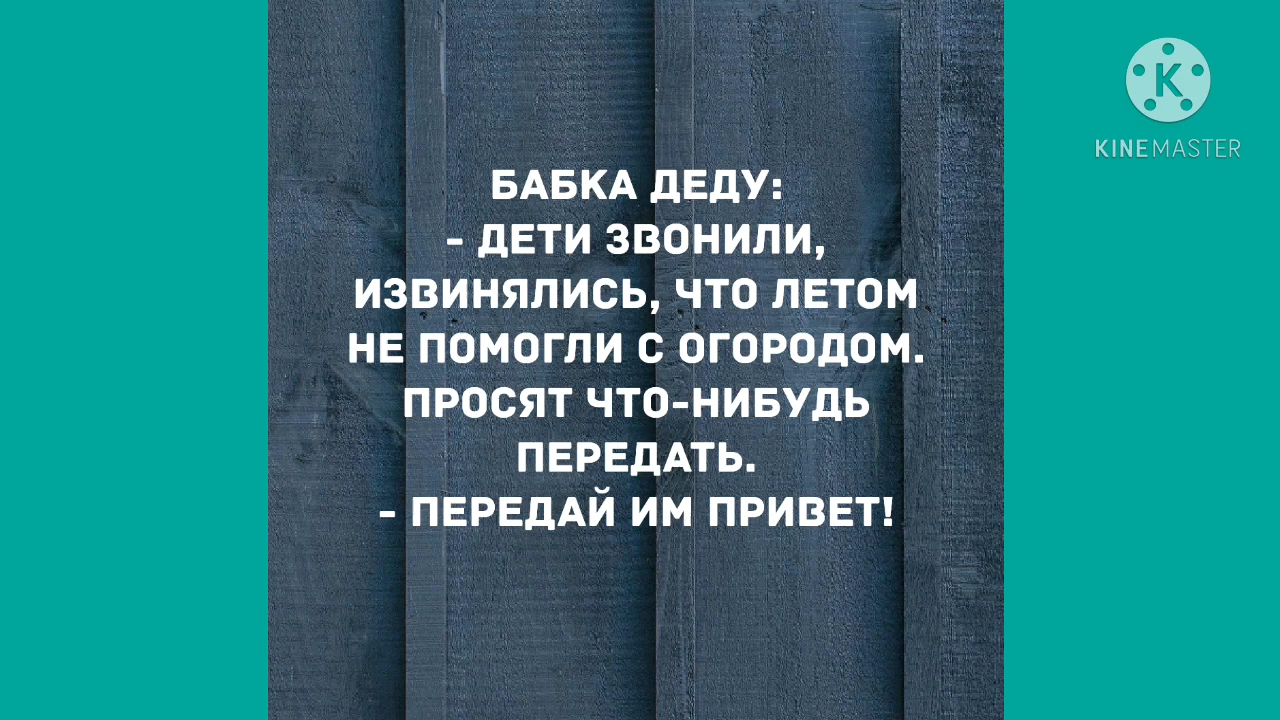 БАБКА ДЕДУ:
- ДЕТИ ЗВОНИЛИ,
ИЗВИНЯЛИСЬ, ЧТО ЛЕТОМ
НЕ ПОМОГЛИ С ОГОРОДОМ.
ПРОСЯТ ЧТО-НИБУДЬ
ПЕРЕДАТЬ.
- ПЕРЕДАЙ ИМ ПРИВЕТ!
K
KINEMASTER